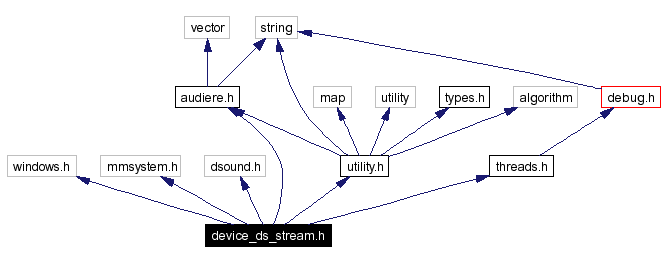 vector
string
audiere.h
map
utility
types.h
algorithm
debug.h
windows.h
mmsystem.h
dsound.h
utility.h
threads.h
device_ds_stream.h